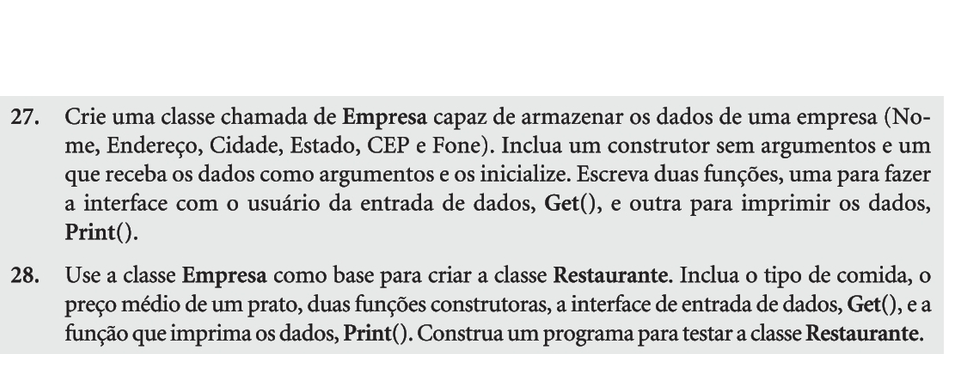 27. Crie uma classe chamada de Empresa capaz de armazenar os dados de uma empresa (No-
me, Endereço, Cidade, Estado, CEP e Fone). Inclua um construtor sem argumentos e um
que receba os dados como argumentos e os inicialize. Escreva duas funções, uma para fazer
a interface com o usuário da entrada de dados, Get(), e outra para imprimir os dados,
Print().
28. Use a classe Empresa como base para criar a classe Restaurante. Inclua o tipo de comida, o
preço médio de um prato, duas funções construtoras, a interface de entrada de dados, Get(), e a
função que imprima os dados, Print(). Construa um programa para testar a classe Restaurante.